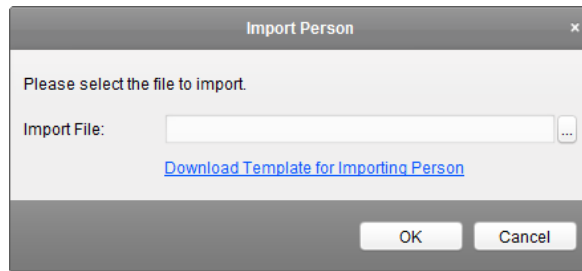 Import Person ×
Please select the file to import.
Import File: ...
Download Template for Importing Person
OK Cancel